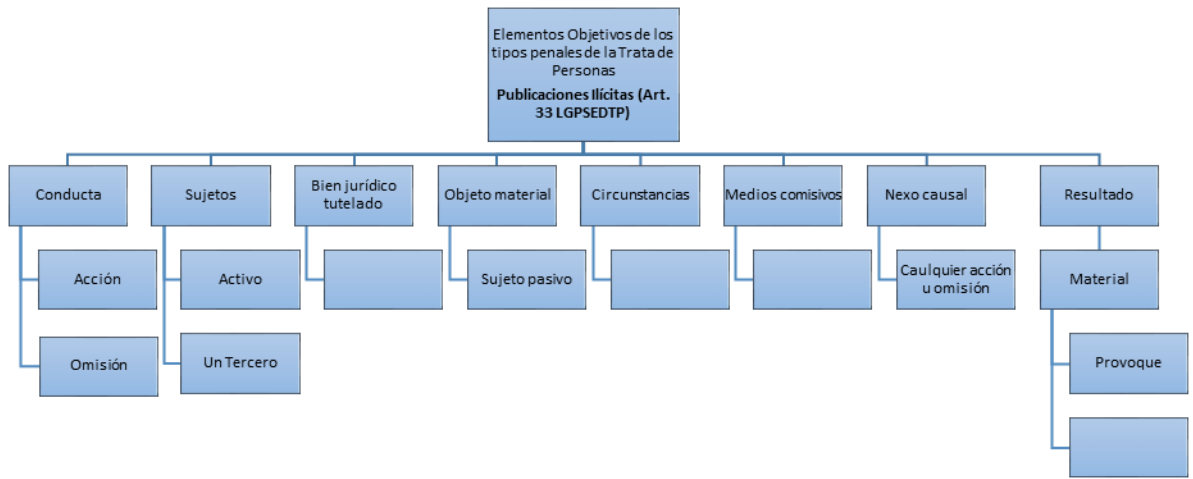 Elementos Objetivos de los
tipos penales de la Trata de
Personas
Publicaciones Ilícitas (Art.
33 LGPSEDTP)
Conducta
Sujetos
Bien jurídico
tutelado
Objeto material
Circunstancias
Medios comisivos
Nexo causal
Resultado
Acción
Activo
Sujeto pasivo
Caulquier acción
u omisión
Material
Omisión
Un Tercero
Provoque